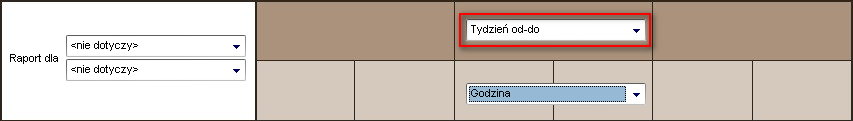 Raport dla
<nie dotyczy>
<nie dotyczy>
Tydzień od-do
Godzina